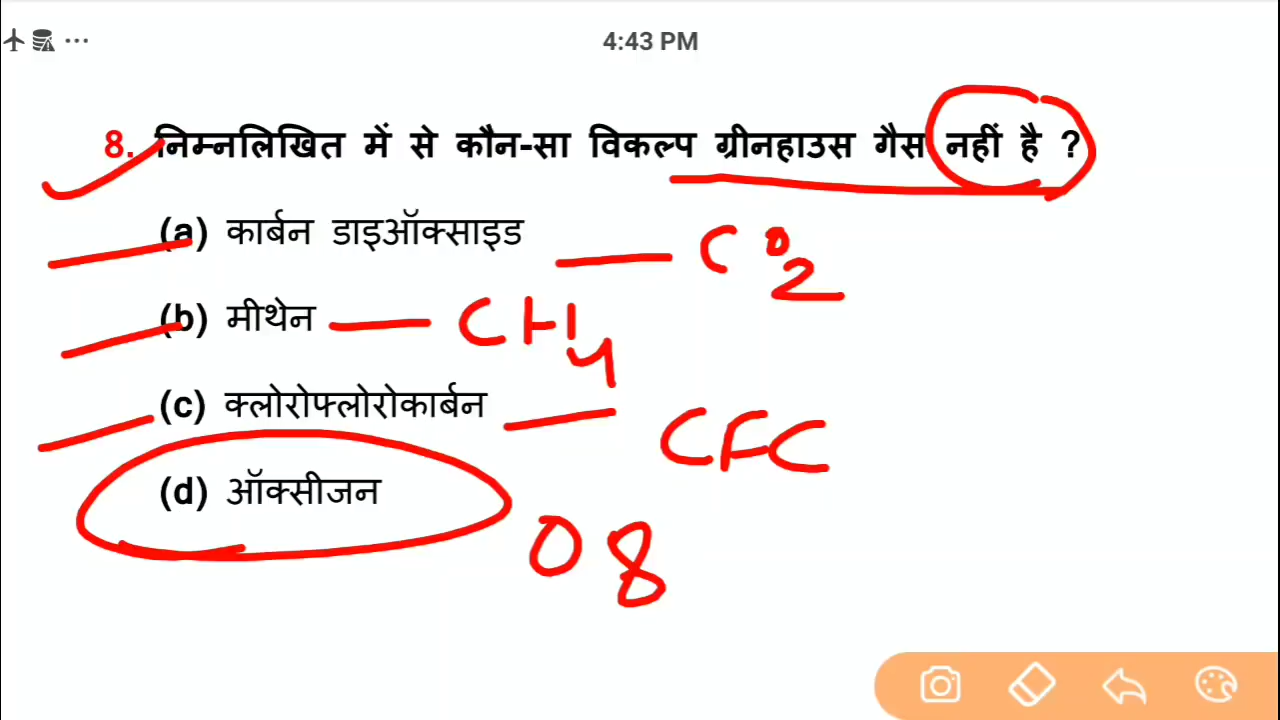 4:43 PM
8. निम्नलिखित में से कौन-सा विकल्प ग्रीनहाउस गैस नहीं है ?
(a) कार्बन डाइऑक्साइड CO2
(b) मीथेन CH4
(c) क्लोरोफ्लोरोकार्बन CFC
(d) ऑक्सीजन O8